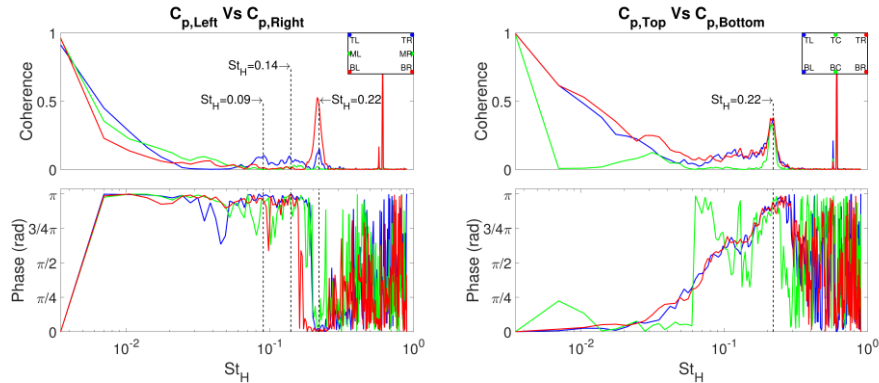 C_p,Left Vs C_p,Right
1
0.5
0
Coherence
St_H=0.14
St_H=0.09
St_H=0.22
TL TR
ML MR
BL BR
π
3/4π
π/2
π/4
0
Phase (rad)
10^-2 10^-1 10^0
St_H
C_p,Top Vs C_p,Bottom
1
0.5
0
Coherence
St_H=0.22
TL TC TR
BL BC BR
π
3/4π
π/2
π/4
0
Phase (rad)
10^-2 10^-1 10^0
St_H